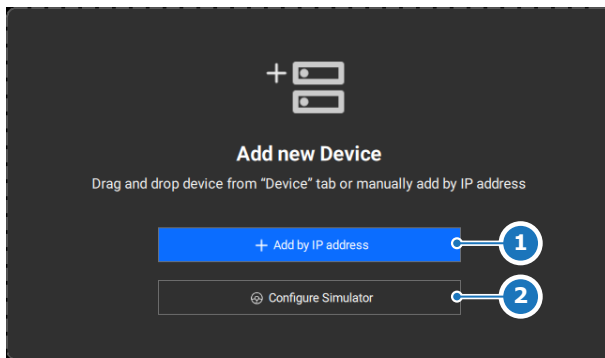 Add new Device
Drag and drop device from “Device” tab or manually add by IP address
+ Add by IP address
1
Configure Simulator
2